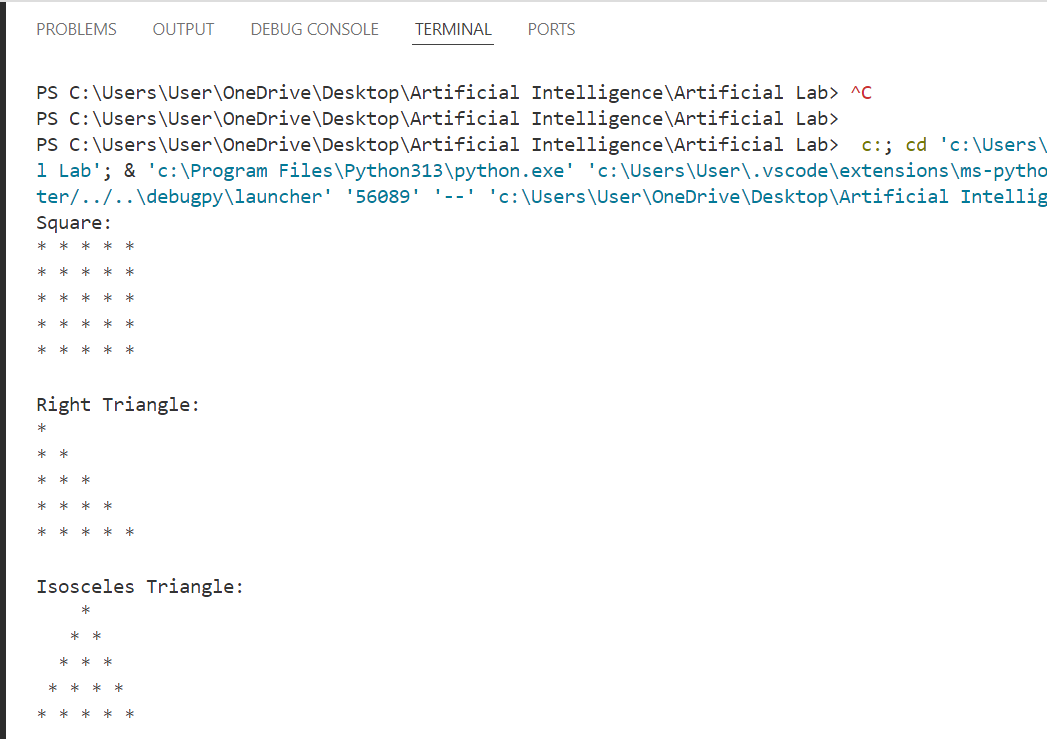 PROBLEMS OUTPUT DEBUG CONSOLE TERMINAL PORTS
PS C:\Users\User\OneDrive\Desktop\Artificial Intelligence\Artificial Lab> ^C
PS C:\Users\User\OneDrive\Desktop\Artificial Intelligence\Artificial Lab>
PS C:\Users\User\OneDrive\Desktop\Artificial Intelligence\Artificial Lab>  c:; cd 'c:\Users\
l Lab'; & 'c:\Program Files\Python313\python.exe' 'c:\Users\User\.vscode\extensions\ms-pytho
ter/../..\debugpy\launcher' '56089' '--' 'c:\Users\User\OneDrive\Desktop\Artificial Intellig
Square:
* * * * *
* * * * *
* * * * *
* * * * *
* * * * *

Right Triangle:
*
* *
* * *
* * * *
* * * * *

Isosceles Triangle:
    *
   * *
  * * *
 * * * *
* * * * *